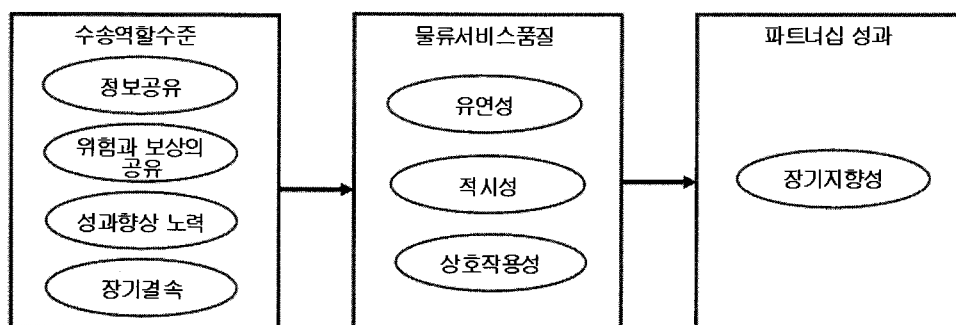 수송역할수준
정보공유
위험과 보상의
공유
성과향상 노력
장기결속
물류서비스품질
유연성
적시성
상호작용성
파트너십 성과
장기지향성